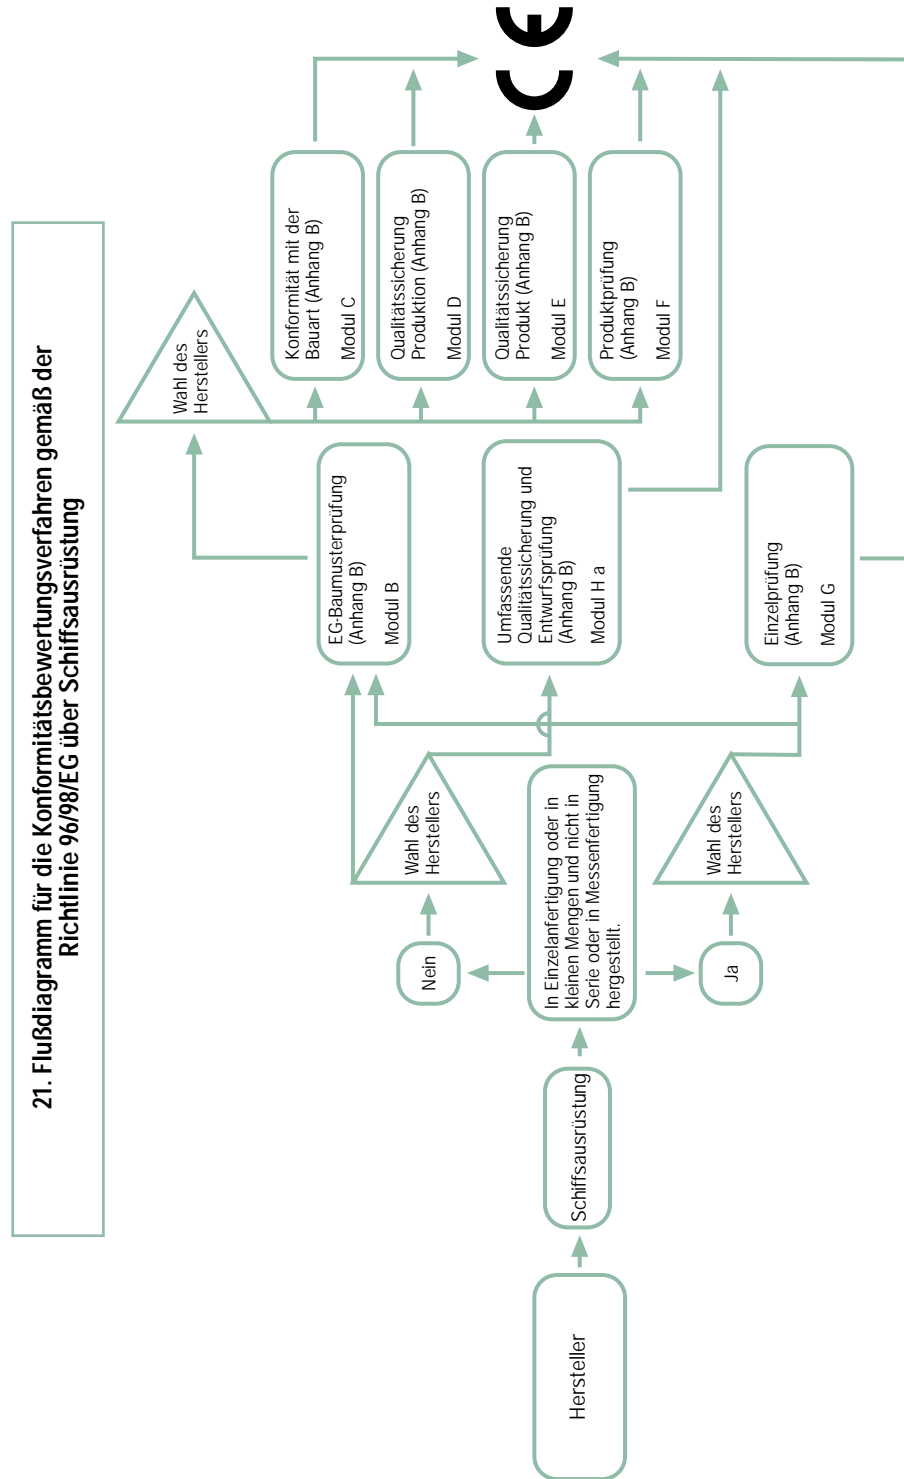 21. Flußdiagramm für die Konformitätsbewertungsverfahren gemäß der
Richtlinie 96/98/EG über Schiffsausrüstung
Hersteller
Schiffsausrüstung
In Einzelanfertigung oder in
kleinen Mengen und nicht in
Serie oder in Messenfertigung
hergestellt.
Nein
Ja
Wahl des
Herstellers
Wahl des
Herstellers
EG-Baumusterprüfung
(Anhang B)
Modul B
Umfassende
Qualitätssicherung und
Entwurfsprüfung
(Anhang B)
Modul H a
Einzelprüfung
(Anhang B)
Modul G
Wahl des
Herstellers
Konformität mit der
Bauart (Anhang B)
Modul C
Qualitätssicherung
Produktion (Anhang B)
Modul D
Qualitätssicherung
Produkt (Anhang B)
Modul E
Produktprüfung
(Anhang B)
Modul F
CE